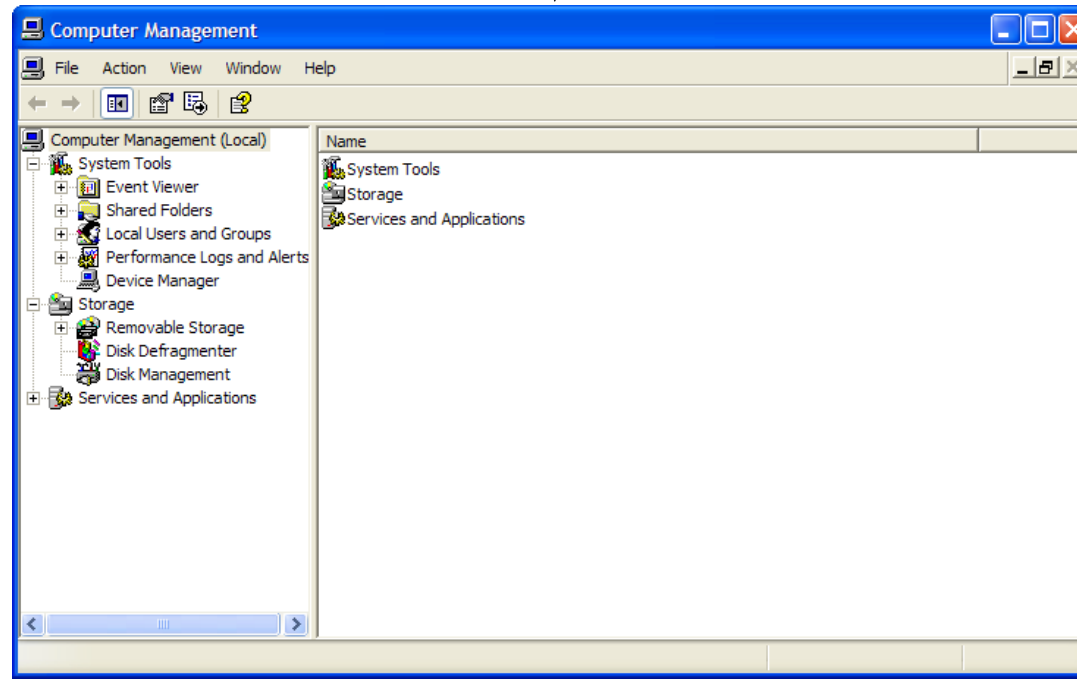 Computer Management
File Action View Window Help
Computer Management (Local)
System Tools
Event Viewer
Shared Folders
Local Users and Groups
Performance Logs and Alerts
Device Manager
Storage
Removable Storage
Disk Defragmenter
Disk Management
Services and Applications
Name
System Tools
Storage
Services and Applications